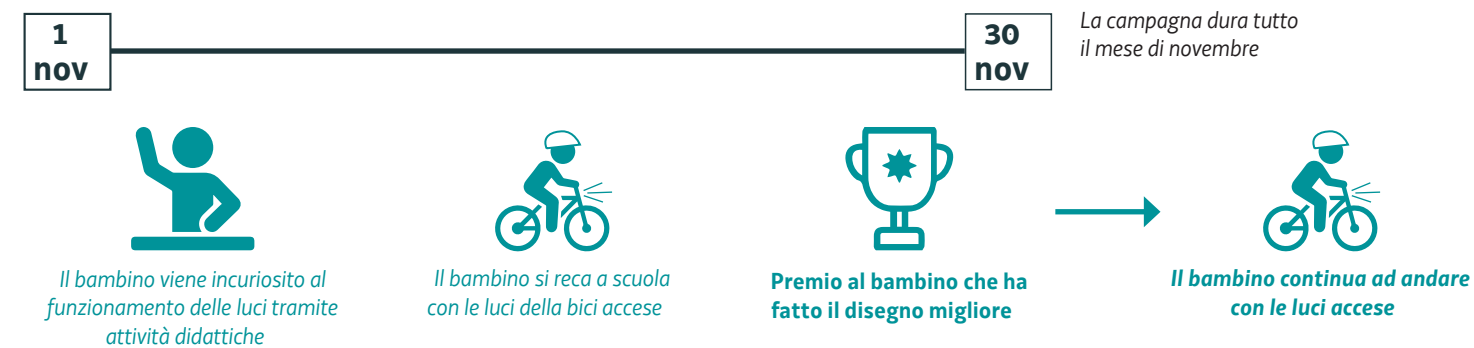 1
nov
30
nov
La campagna dura tutto
il mese di novembre
Il bambino viene incuriosito al
funzionamento delle luci tramite
attività didattiche
Il bambino si reca a scuola
con le luci della bici accese
Premio al bambino che ha
fatto il disegno migliore
Il bambino continua ad andare
con le luci accese